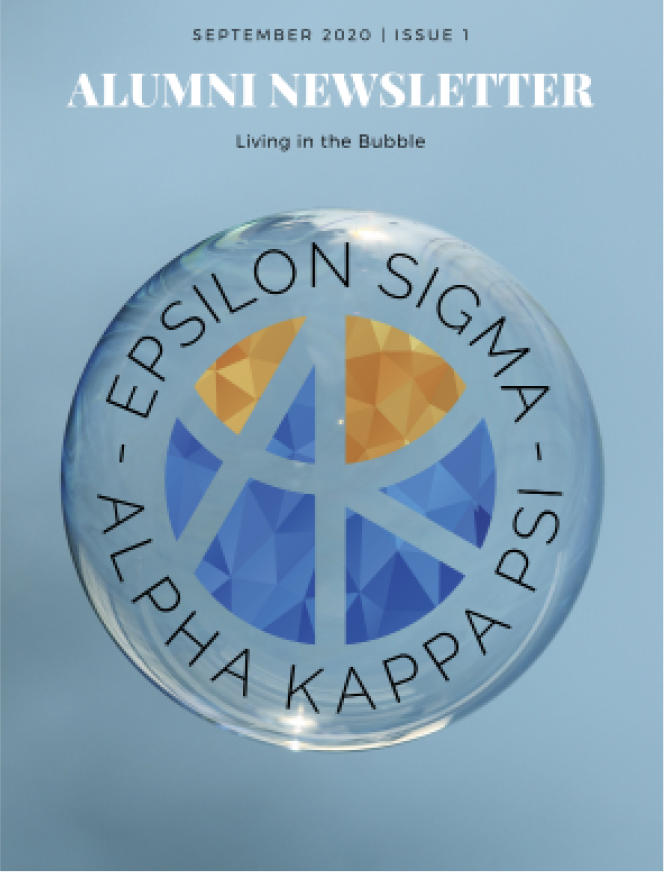 SEPTEMBER 2020 | ISSUE 1
ALUMNI NEWSLETTER
Living in the Bubble
- EPSILON SIGMA -
ALPHA KAPPA PSI